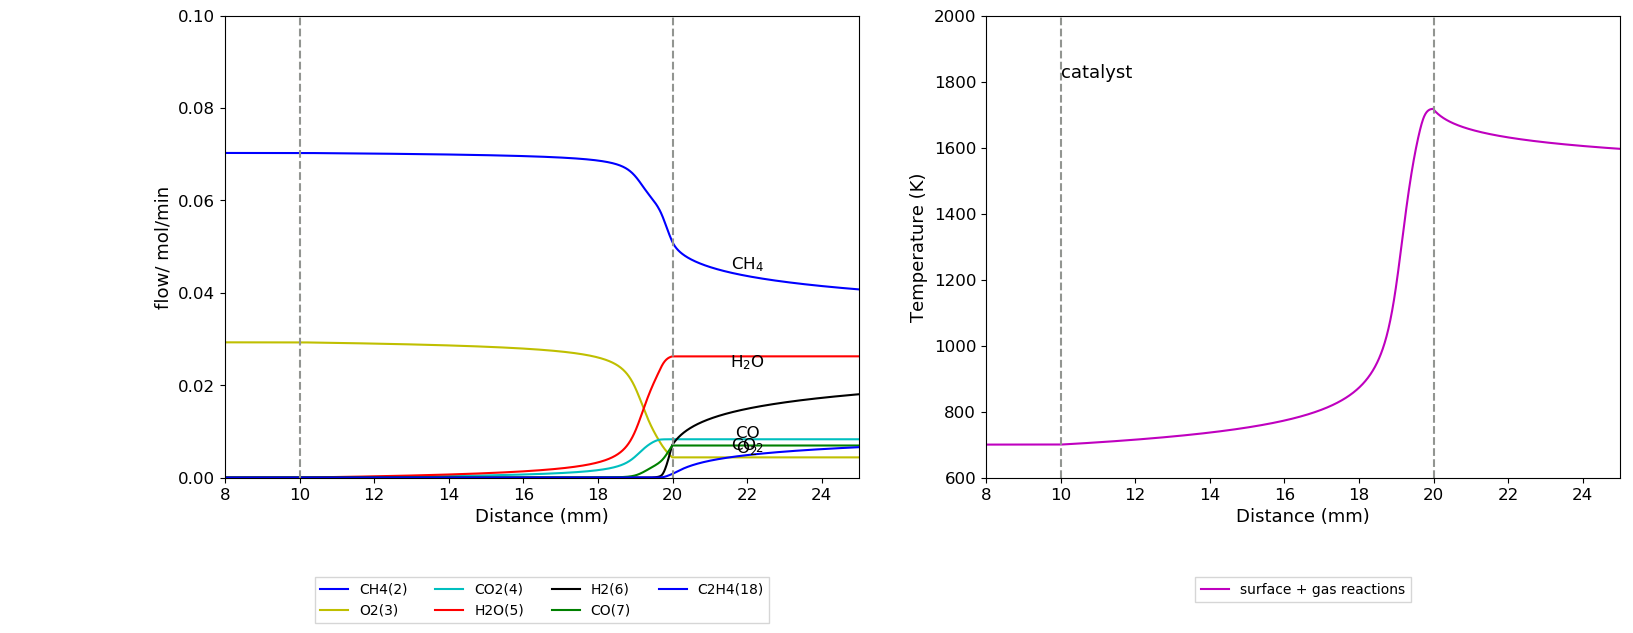 0.10
0.08
0.06
0.04
0.02
0.00
flow/ mol/min
CH₄
H₂O
CO
CO₂
O₂
8 10 12 14 16 18 20 22 24
Distance (mm)
CH4(2) CO2(4) H2(6) C2H4(18)
O2(3) H2O(5) CO(7)
2000
1800
1600
1400
1200
1000
800
600
Temperature (K)
catalyst
8 10 12 14 16 18 20 22 24
Distance (mm)
surface + gas reactions